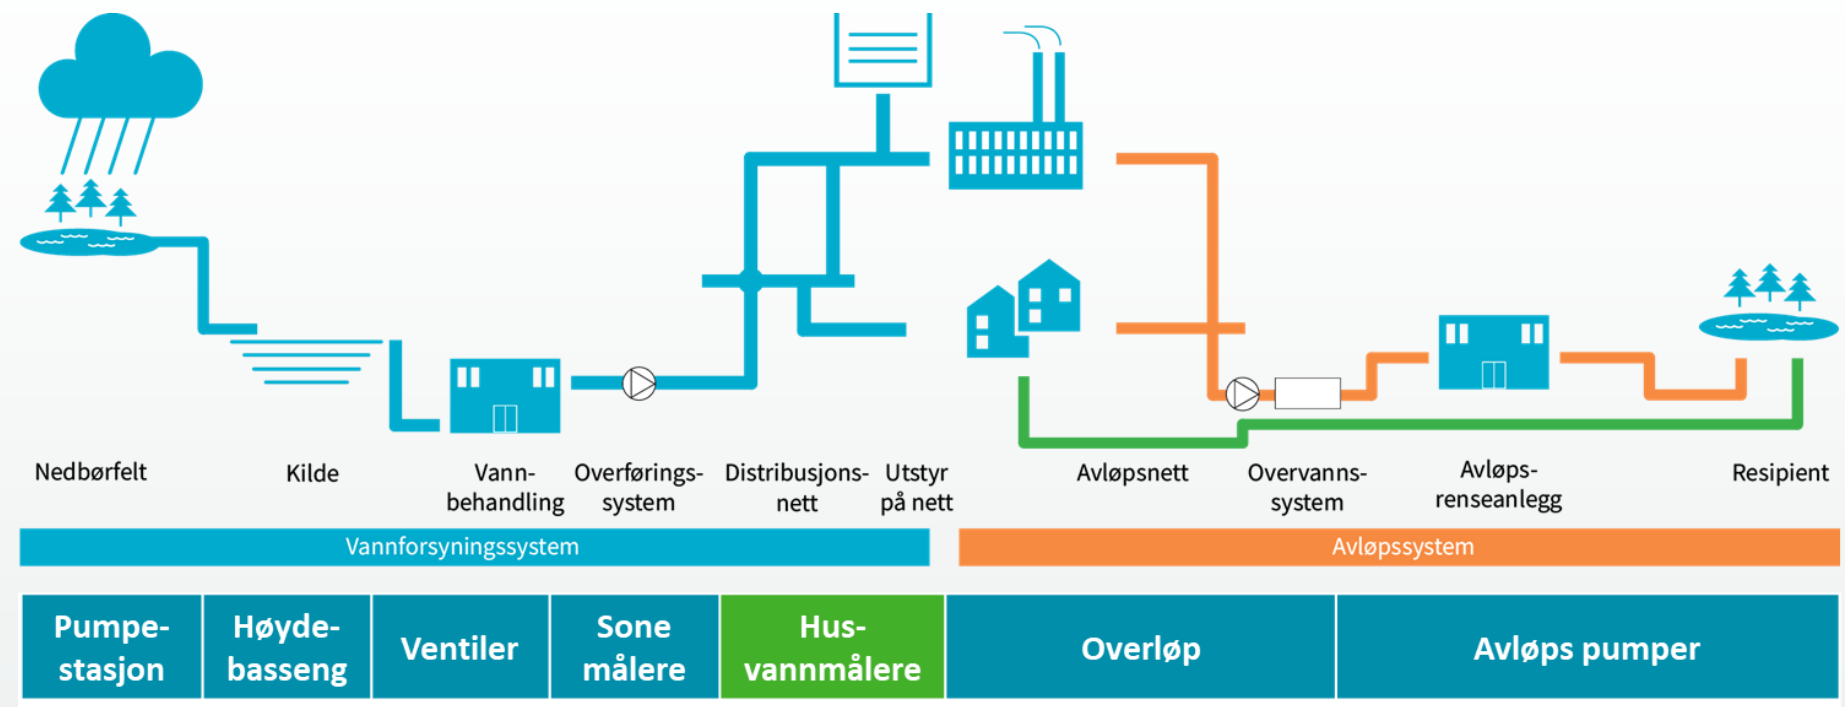 Nedbørfelt
Kilde
Vann-
behandling
Overførings-
system
Distribusjons-
nett
Utstyr
på nett
Avløpsnett
Overvanns-
system
Avløps-
renseanlegg
Resipient
Vannforsyningssystem
Avløpssystem
Pumpe-
stasjon
Høyde-
basseng
Ventiler
Sone
målere
Hus-
vannmålere
Overløp
Avløps pumper